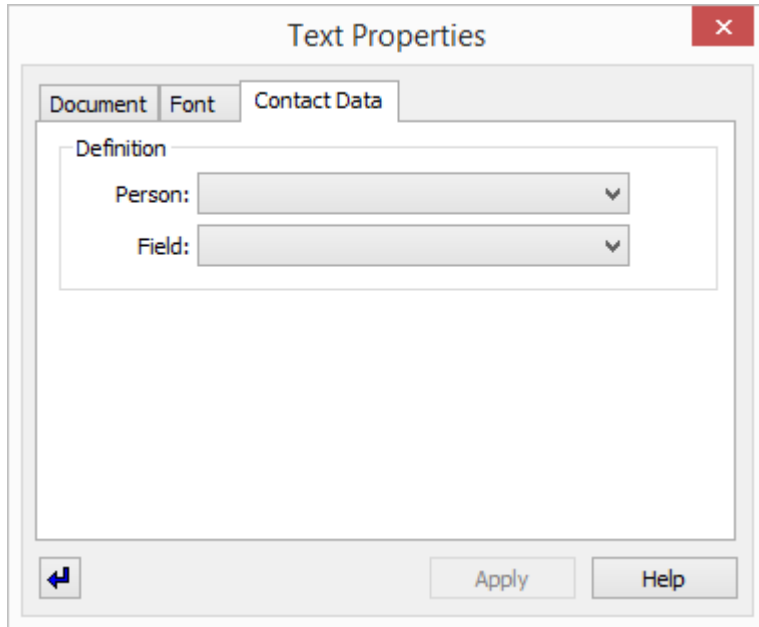 Text Properties
Document Font Contact Data
Definition
Person:
Field:
Apply Help